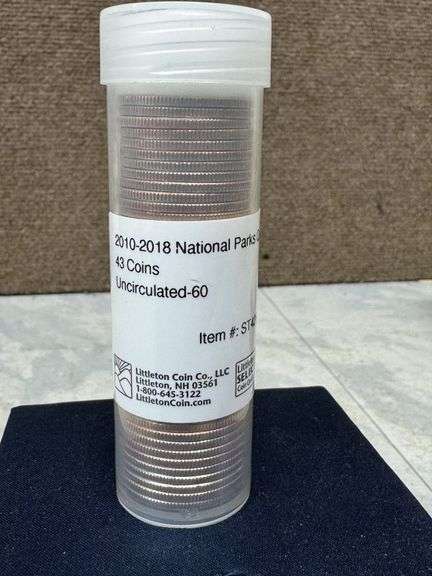 2010-2018 National Parks
43 Coins
Uncirculated-60
Item #:
Littleton Coin Co., LLC
Littleton, NH 03561
1-800-645-3122
LittletonCoin.com